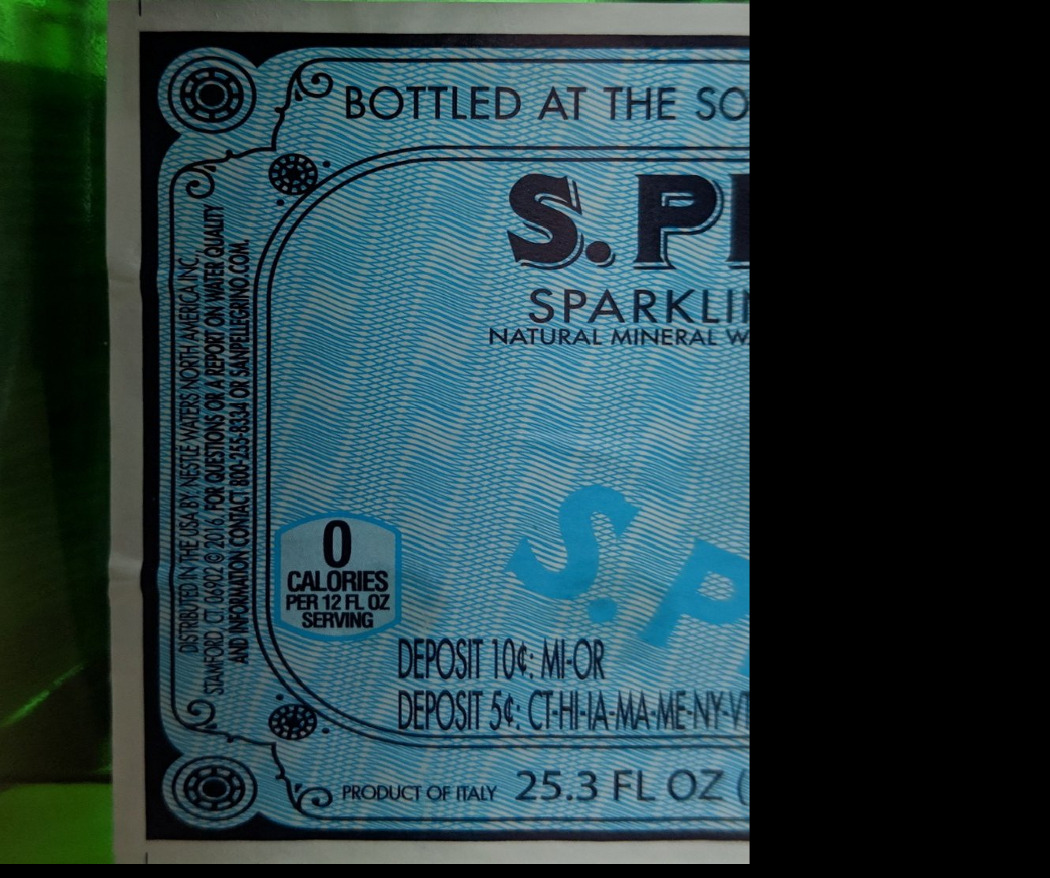 BOTTLED AT THE SO
S. P
SPARKLI
NATURAL MINERAL W
DISTRIBUTED IN THE USA BY, NESTLÉ WATERS NORTH AMERICA INC.,
STAMFORD CT, 06902 © 2016. FOR QUESTIONS OR A REPORT ON WATER QUALITY
AND INFORMATION CONTACT 800-255-8334 OR SANPELLEGRINO.COM.
S. P
0
CALORIES
PER 12 FL OZ
SERVING
DEPOSIT 10¢: MI-OR
DEPOSIT 5¢: CT-HI-IA-MA-ME-NY-V
PRODUCT OF ITALY 25.3 FL OZ (